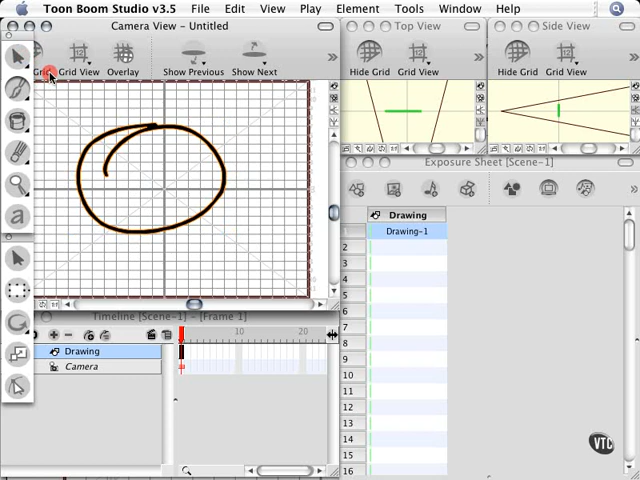 Toon Boom Studio v3.5 File Edit View Play Element Tools Window Help
Camera View - Untitled
Top View
Side View
Grid View Overlay Show Previous Show Next
Hide Grid Grid View
Hide Grid Grid View
Exposure Sheet [Scene-1]
a
Drawing
Drawing-1
2
3
4
5
6
7
8
9
10
11
12
13
14
15
16
Timeline [Scene-1] - [Frame 1]
10 20
Drawing
Camera
VTC